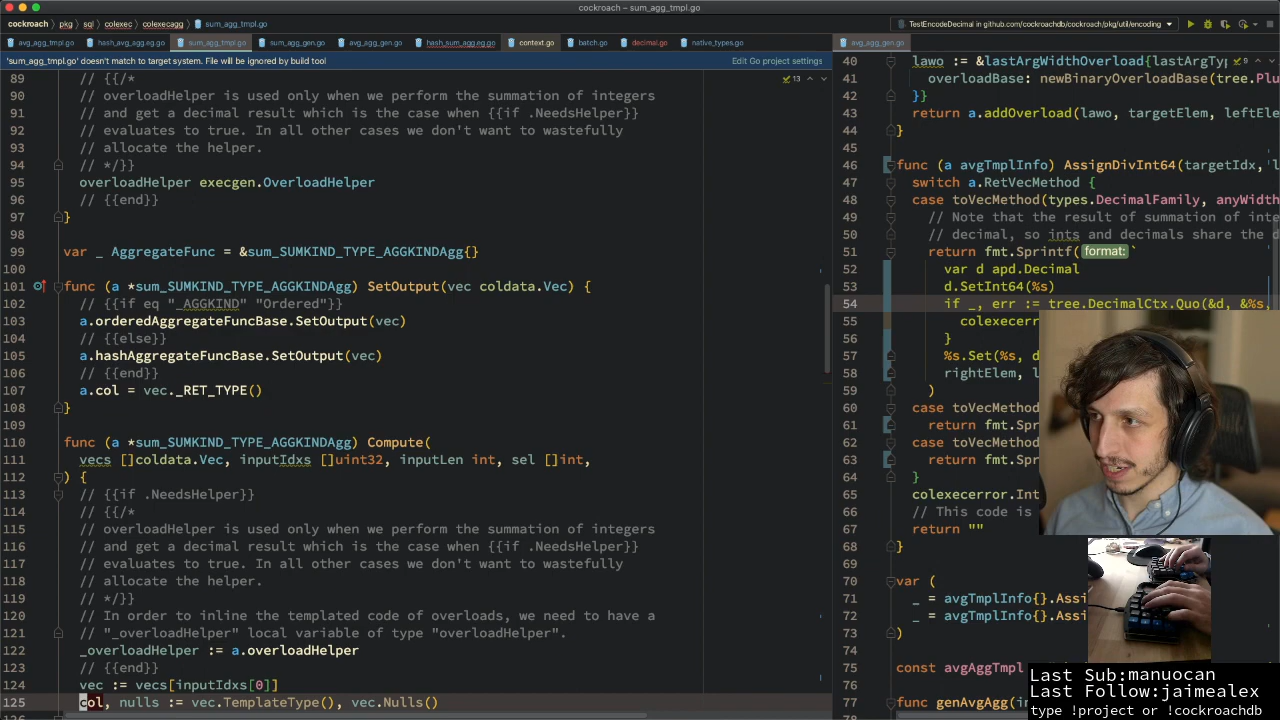 cockroach – sum_agg_tmpl.go
cockroach › pkg › sql › colexec › colexecagg › sum_agg_tmpl.go
TestEncodeDecimal in github.com/cockroachdb/cockroach/pkg/util/encoding
avg_agg_tmpl.go hash_avg_agg.eg.go sum_agg_tmpl.go sum_agg_gen.go avg_agg_gen.go hash_sum_agg.eg.go context.go batch.go decimal.go native_types.go
'sum_agg_tmpl.go' doesn't match to target system. File will be ignored by build tool Edit Go project settings
13
89 // {{/*
90 // overloadHelper is used only when we perform the summation of integers
91 // and get a decimal result which is the case when {{if .NeedsHelper}}
92 // evaluates to true. In all other cases we don't want to wastefully
93 // allocate the helper.
94 // */}}
95 overloadHelper execgen.OverloadHelper
96 // {{end}}
97 }
98
99 var _ AggregateFunc = &sum_SUMKIND_TYPE_AGGKINDAgg{}
100
101 func (a *sum_SUMKIND_TYPE_AGGKINDAgg) SetOutput(vec coldata.Vec) {
102 // {{if eq "_AGGKIND" "Ordered"}}
103 a.orderedAggregateFuncBase.SetOutput(vec)
104 // {{else}}
105 a.hashAggregateFuncBase.SetOutput(vec)
106 // {{end}}
107 a.col = vec._RET_TYPE()
108 }
109
110 func (a *sum_SUMKIND_TYPE_AGGKINDAgg) Compute(
111 vecs []coldata.Vec, inputIdxs []uint32, inputLen int, sel []int,
112 ) {
113 // {{if .NeedsHelper}}
114 // {{/*
115 // overloadHelper is used only when we perform the summation of integers
116 // and get a decimal result which is the case when {{if .NeedsHelper}}
117 // evaluates to true. In all other cases we don't want to wastefully
118 // allocate the helper.
119 // */}}
120 // In order to inline the templated code of overloads, we need to have a
121 // "_overloadHelper" local variable of type "overloadHelper".
122 _overloadHelper := a.overloadHelper
123 // {{end}}
124 vec := vecs[inputIdxs[0]]
125 col, nulls := vec.TemplateType(), vec.Nulls()
avg_agg_gen.go
40 lawo := &lastArgWidthOverload{lastArgTyp
9
41 overloadBase: newBinaryOverloadBase(tree.Plu
42 }}
43 return a.addOverload(lawo, targetElem, leftEle
44 }
45
46 func (a avgTmplInfo) AssignDivInt64(targetIdx, l
47 switch a.RetVecMethod {
48 case toVecMethod(types.DecimalFamily, anyWidth
49 // Note that the result of summation of inte
50 // decimal, so ints and decimals share the d
51 return fmt.Sprintf( format: `
52 var d apd.Decimal
53 d.SetInt64(%s)
54 if _, err := tree.DecimalCtx.Quo(&d, &%s,
55 colexecerr
56 }
57 %s.Set(%s, d
58 rightElem, l
59 )
60 case toVecMethod
61 return fmt.Spr
62 case toVecMethod
63 return fmt.Spr
64 }
65 colexecerror.Int
66 // This code is
67 return ""
68 }
69
70 var (
71 _ = avgTmplInfo{}.Assi
72 _ = avgTmplInfo{}.Assi
73 )
74
75 const avgAggTmpl
76
77 func genAvgAgg(in
Last Sub:manuocan
Last Follow:jaimealex
type !project or !cockroachdb